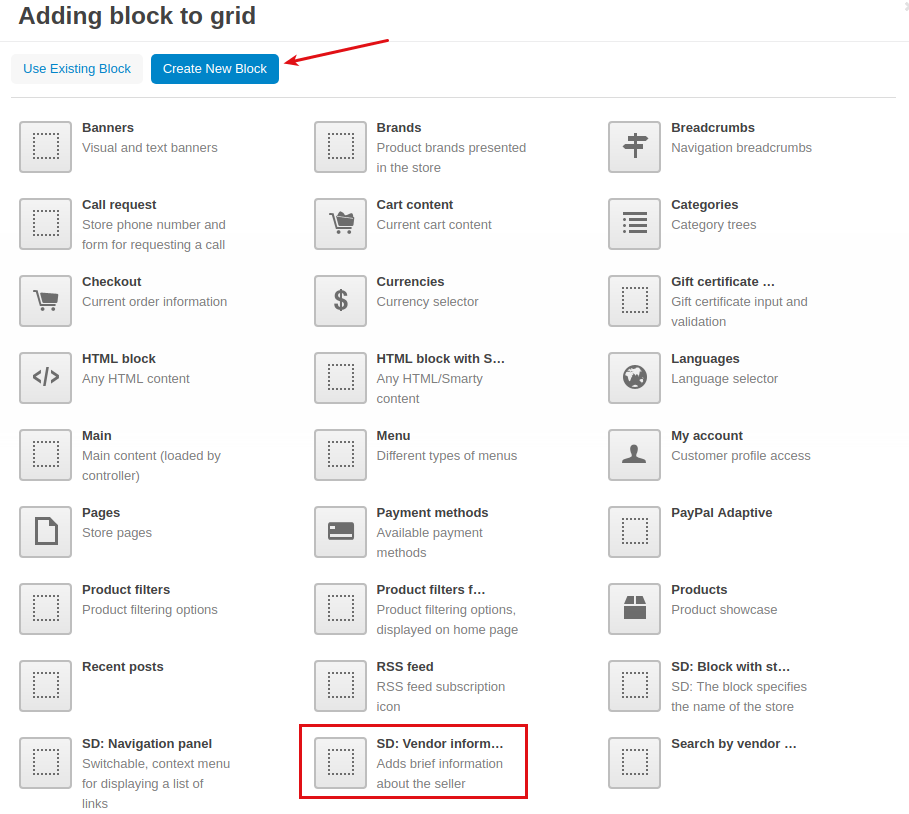 Adding block to grid
Use Existing Block
Create New Block
Banners
Visual and text banners
Brands
Product brands presented
in the store
Breadcrumbs
Navigation breadcrumbs
Call request
Store phone number and
form for requesting a call
Cart content
Current cart content
Categories
Category trees
Checkout
Current order information
Currencies
Currency selector
Gift certificate ...
Gift certificate input and
validation
HTML block
Any HTML content
HTML block with S...
Any HTML/Smarty
content
Languages
Language selector
Main
Main content (loaded by
controller)
Menu
Different types of menus
My account
Customer profile access
Pages
Store pages
Payment methods
Available payment
methods
PayPal Adaptive
Product filters
Product filtering options
Product filters f...
Product filtering options,
displayed on home page
Products
Product showcase
Recent posts
RSS feed
RSS feed subscription
icon
SD: Block with st...
SD: The block specifies
the name of the store
SD: Navigation panel
Switchable, context menu
for displaying a list of
links
SD: Vendor inform...
Adds brief information
about the seller
Search by vendor ...